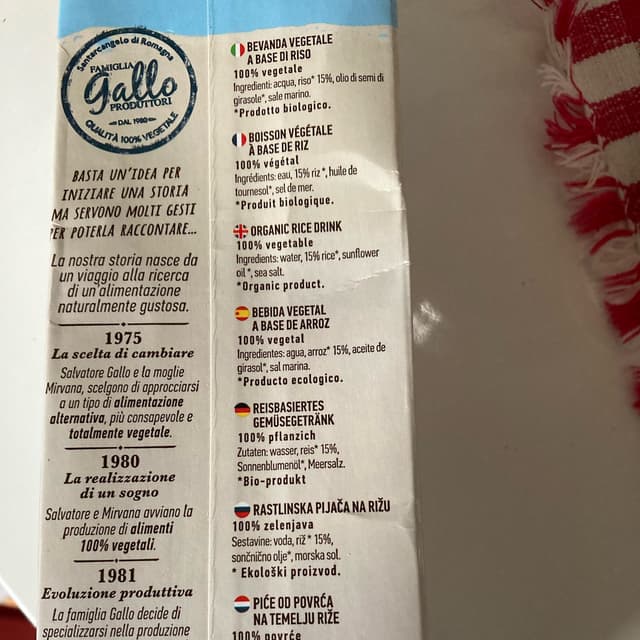 Santarcangelo di Romagna
FAMIGLIA
Gallo
PRODUTTORI
DAL 1980
QUALITÀ 100% VEGETALE
BASTA UN'IDEA PER
INIZIARE UNA STORIA
MA SERVONO MOLTI GESTI
PER POTERLA RACCONTARE...
La nostra storia nasce da
un viaggio alla ricerca
di un'alimentazione
naturalmente gustosa.
1975
La scelta di cambiare
Salvatore Gallo e la moglie
Mirvana, scelgono di approcciarsi
a un tipo di alimentazione
alternativa, più consapevole e
totalmente vegetale.
1980
La realizzazione
di un sogno
Salvatore e Mirvana avviano la
produzione di alimenti
100% vegetali.
1981
Evoluzione produttiva
La famiglia Gallo decide di
specializzarsi nella produzione
BEVANDA VEGETALE
A BASE DI RISO
100% vegetale
Ingredienti: acqua, riso* 15%, olio di semi di
girasole*, sale marino.
*Prodotto biologico.
BOISSON VÉGÉTALE
À BASE DE RIZ
100% végétal
Ingrédients: eau, 15% riz*, huile de
tournesol*, sel de mer.
*Produit biologique.
ORGANIC RICE DRINK
100% vegetable
Ingredients: water, 15% rice*, sunflower
oil*, sea salt.
*Organic product.
BEBIDA VEGETAL
A BASE DE ARROZ
100% vegetal
Ingredientes: agua, arroz* 15%, aceite de
girasol*, sal marina.
*Producto ecologico.
REISBASIERTES
GEMÜSEGETRÄNK
100% pflanzich
Zutaten: wasser, reis* 15%,
Sonnenblumenöl*, Meersalz.
*Bio-produkt
RASTLINSKA PIJAČA NA RIŽU
100% zelenjava
Sestavine: voda, riž* 15%,
sončnično olje*, morska sol.
* Ekološki proizvod.
PIĆE OD POVRĆA
NA TEMELJU RIŽE
100% povrće